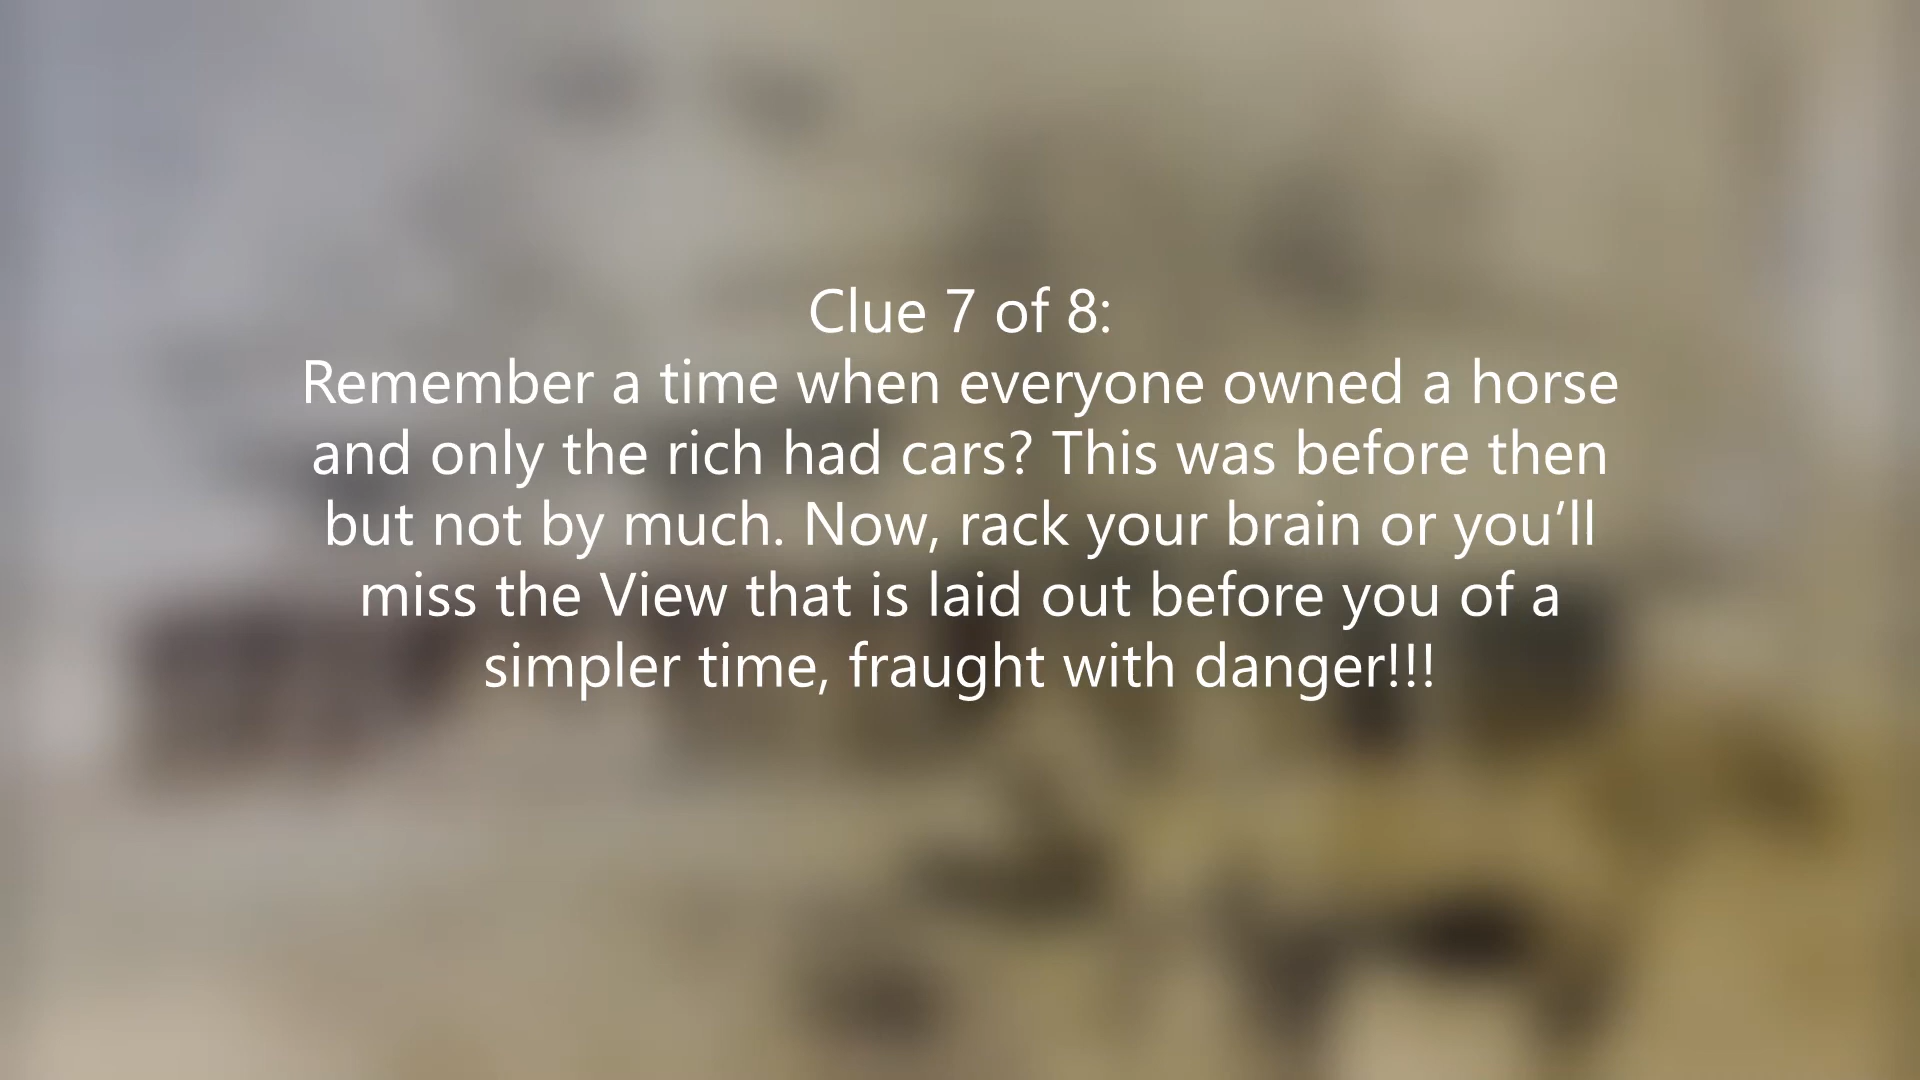 Clue 7 of 8:
Remember a time when everyone owned a horse
and only the rich had cars? This was before then
but not by much. Now, rack your brain or you’ll
miss the View that is laid out before you of a
simpler time, fraught with danger!!!